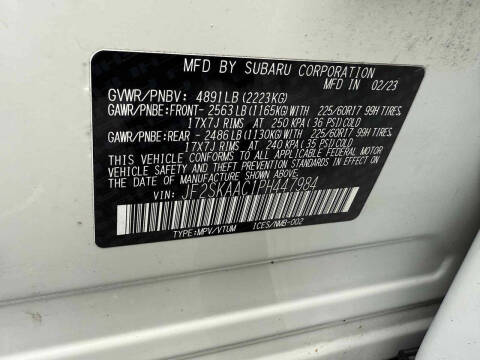 MFD BY SUBARU CORPORATION
MFD IN 02/23
GVWR/PNBV: 4891LB (2223KG)
GAWR/PNBE:FRONT- 2563LB(1165KG)WITH 225/60R17 99H TIRES,
17X7J RIMS AT 250 KPA(36 PSI)COLD
GAWR/PNBE:REAR - 2486LB(1130KG)WITH 225/60R17 99H TIRES,
17X7J RIMS AT 240 KPA(35 PSI)COLD
THIS VEHICLE CONFORMS TO ALL APPLICABLE
FEDERAL MOTOR VEHICLE SAFETY AND
THEFT PREVENTION STANDARDS IN EFFECT ON
THE DATE OF MANUFACTURE SHOWN ABOVE.
VIN: JF2SKAAC1PH447984
TYPE:MPV/VTUM ICES/NMB-002